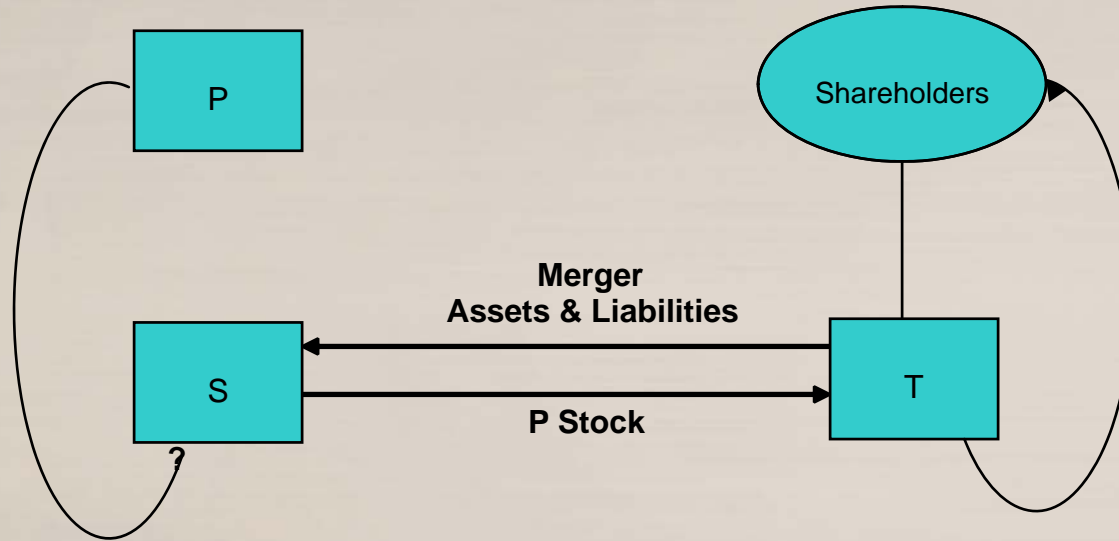 P
Shareholders
Merger
Assets & Liabilities
S
T
P Stock
?